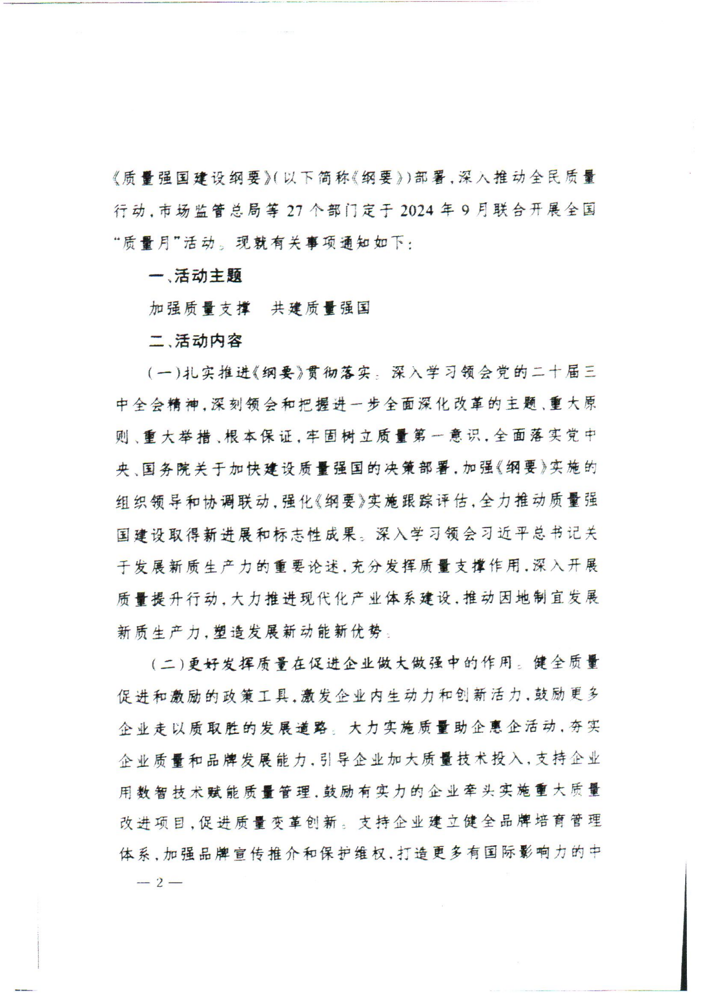 《质量强国建设纲要》(以下简称《纲要》)部署,深入推动全民质量
行动,市场监管总局等 27 个部门定于 2024 年 9 月联合开展全国
“质量月”活动。现就有关事项通知如下:
一、活动主题
加强质量支撑　共建质量强国
二、活动内容
(一)扎实推进《纲要》贯彻落实。深入学习领会党的二十届三
中全会精神,深刻领会和把握进一步全面深化改革的主题、重大原
则、重大举措、根本保证,牢固树立质量第一意识,全面落实党中
央、国务院关于加快建设质量强国的决策部署,加强《纲要》实施的
组织领导和协调联动,强化《纲要》实施跟踪评估,全力推动质量强
国建设取得新进展和标志性成果。深入学习领会习近平总书记关
于发展新质生产力的重要论述,充分发挥质量支撑作用,深入开展
质量提升行动,大力推进现代化产业体系建设,推动因地制宜发展
新质生产力,塑造发展新动能新优势。
(二)更好发挥质量在促进企业做大做强中的作用。健全质量
促进和激励的政策工具,激发企业内生动力和创新活力,鼓励更多
企业走以质取胜的发展道路。大力实施质量助企惠企活动,夯实
企业质量和品牌发展能力,引导企业加大质量技术投入,支持企业
用数智技术赋能质量管理,鼓励有实力的企业牵头实施重大质量
改进项目,促进质量变革创新。支持企业建立健全品牌培育管理
体系,加强品牌宣传推介和保护维权,打造更多有国际影响力的中
— 2 —